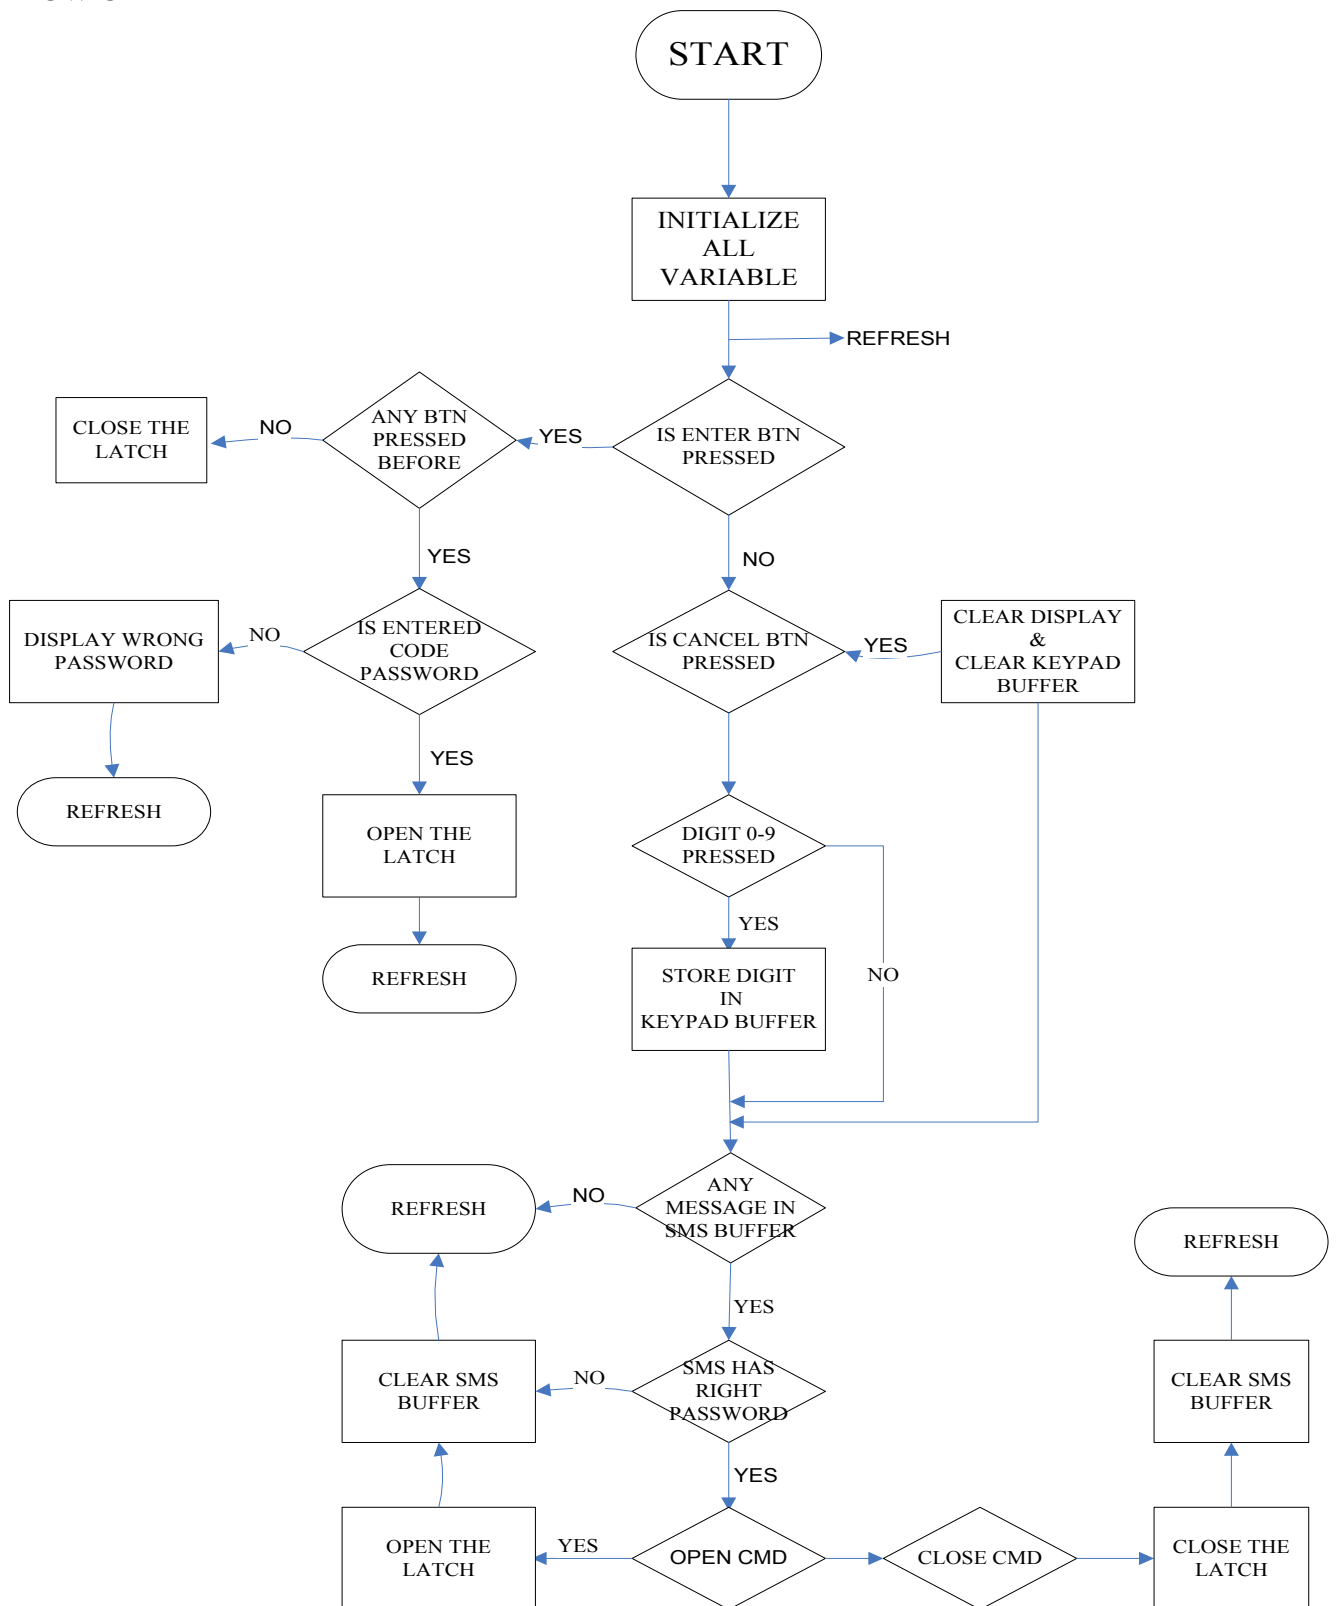 START
INITIALIZE
ALL
VARIABLE
REFRESH
IS ENTER BTN
PRESSED
YES
ANY BTN
PRESSED
BEFORE
NO
CLOSE THE
LATCH
YES
NO
IS ENTERED
CODE
PASSWORD
NO
DISPLAY WRONG
PASSWORD
REFRESH
YES
OPEN THE
LATCH
REFRESH
IS CANCEL BTN
PRESSED
YES
CLEAR DISPLAY
&
CLEAR KEYPAD
BUFFER
DIGIT 0-9
PRESSED
YES
NO
STORE DIGIT
IN
KEYPAD BUFFER
ANY
MESSAGE IN
SMS BUFFER
NO
REFRESH
YES
REFRESH
SMS HAS
RIGHT
PASSWORD
NO
CLEAR SMS
BUFFER
CLEAR SMS
BUFFER
YES
OPEN CMD
YES
OPEN THE
LATCH
CLOSE CMD
CLOSE THE
LATCH